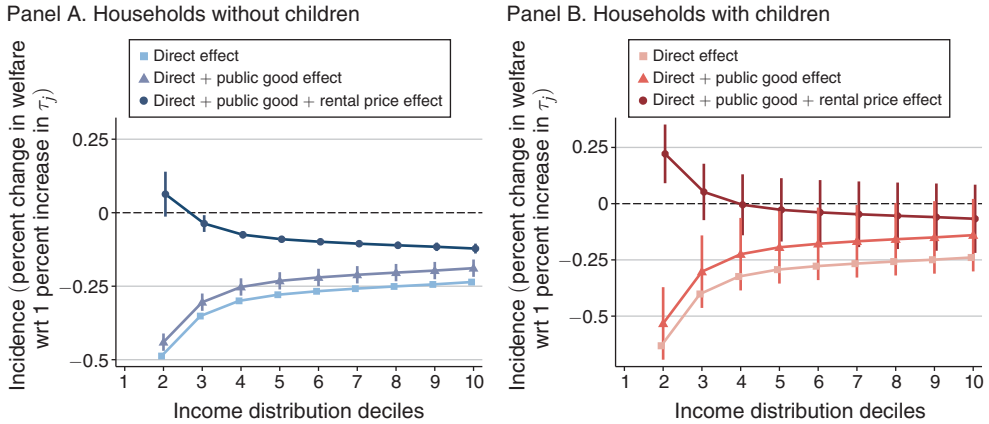 Panel A. Households without children
Direct effect
Direct + public good effect
Direct + public good + rental price effect
Incidence (percent change in welfare
wrt 1 percent increase in τj)
0.25
0
−0.25
−0.5
1 2 3 4 5 6 7 8 9 10
Income distribution deciles
Panel B. Households with children
Direct effect
Direct + public good effect
Direct + public good + rental price effect
Incidence (percent change in welfare
wrt 1 percent increase in τj)
0.25
0
−0.25
−0.5
1 2 3 4 5 6 7 8 9 10
Income distribution deciles